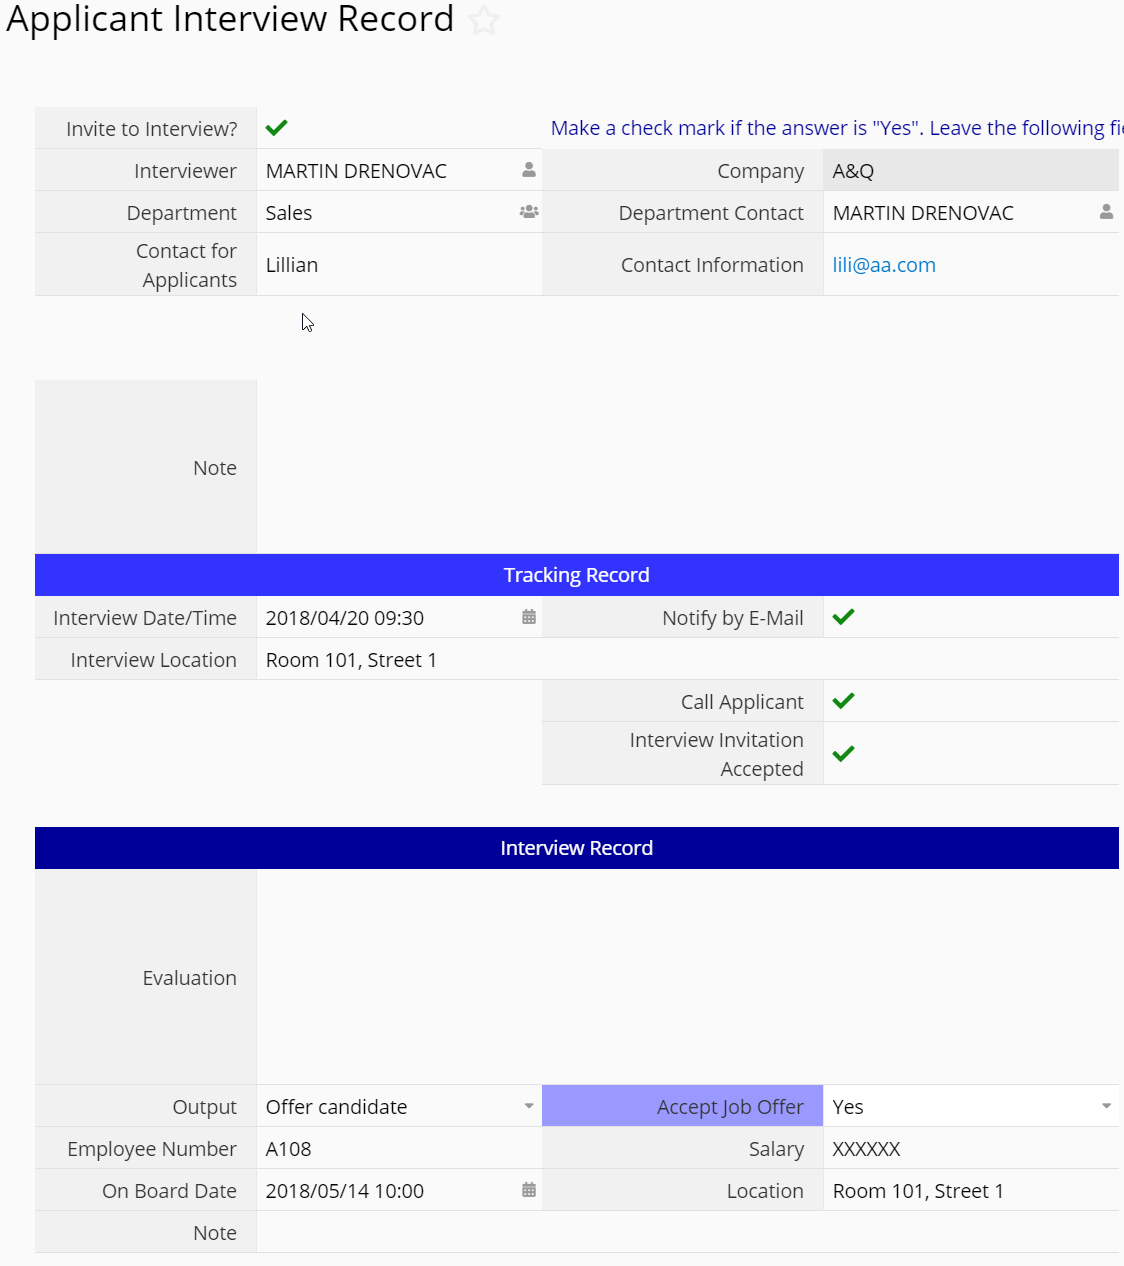 Applicant Interview Record
Invite to Interview?
Make a check mark if the answer is "Yes". Leave the following
Interviewer MARTIN DRENOVAC Company A&Q
Department Sales Department Contact MARTIN DRENOVAC
Contact for
Applicants
Lillian
Contact Information
lili@aa.com
Note
Tracking Record
Interview Date/Time 2018/04/20 09:30 Notify by E-Mail
Interview Location Room 101, Street 1
Call Applicant
Interview Invitation
Accepted
Interview Record
Evaluation
Output Offer candidate Accept Job Offer Yes
Employee Number A108 Salary XXXXXX
On Board Date 2018/05/14 10:00 Location Room 101, Street 1
Note